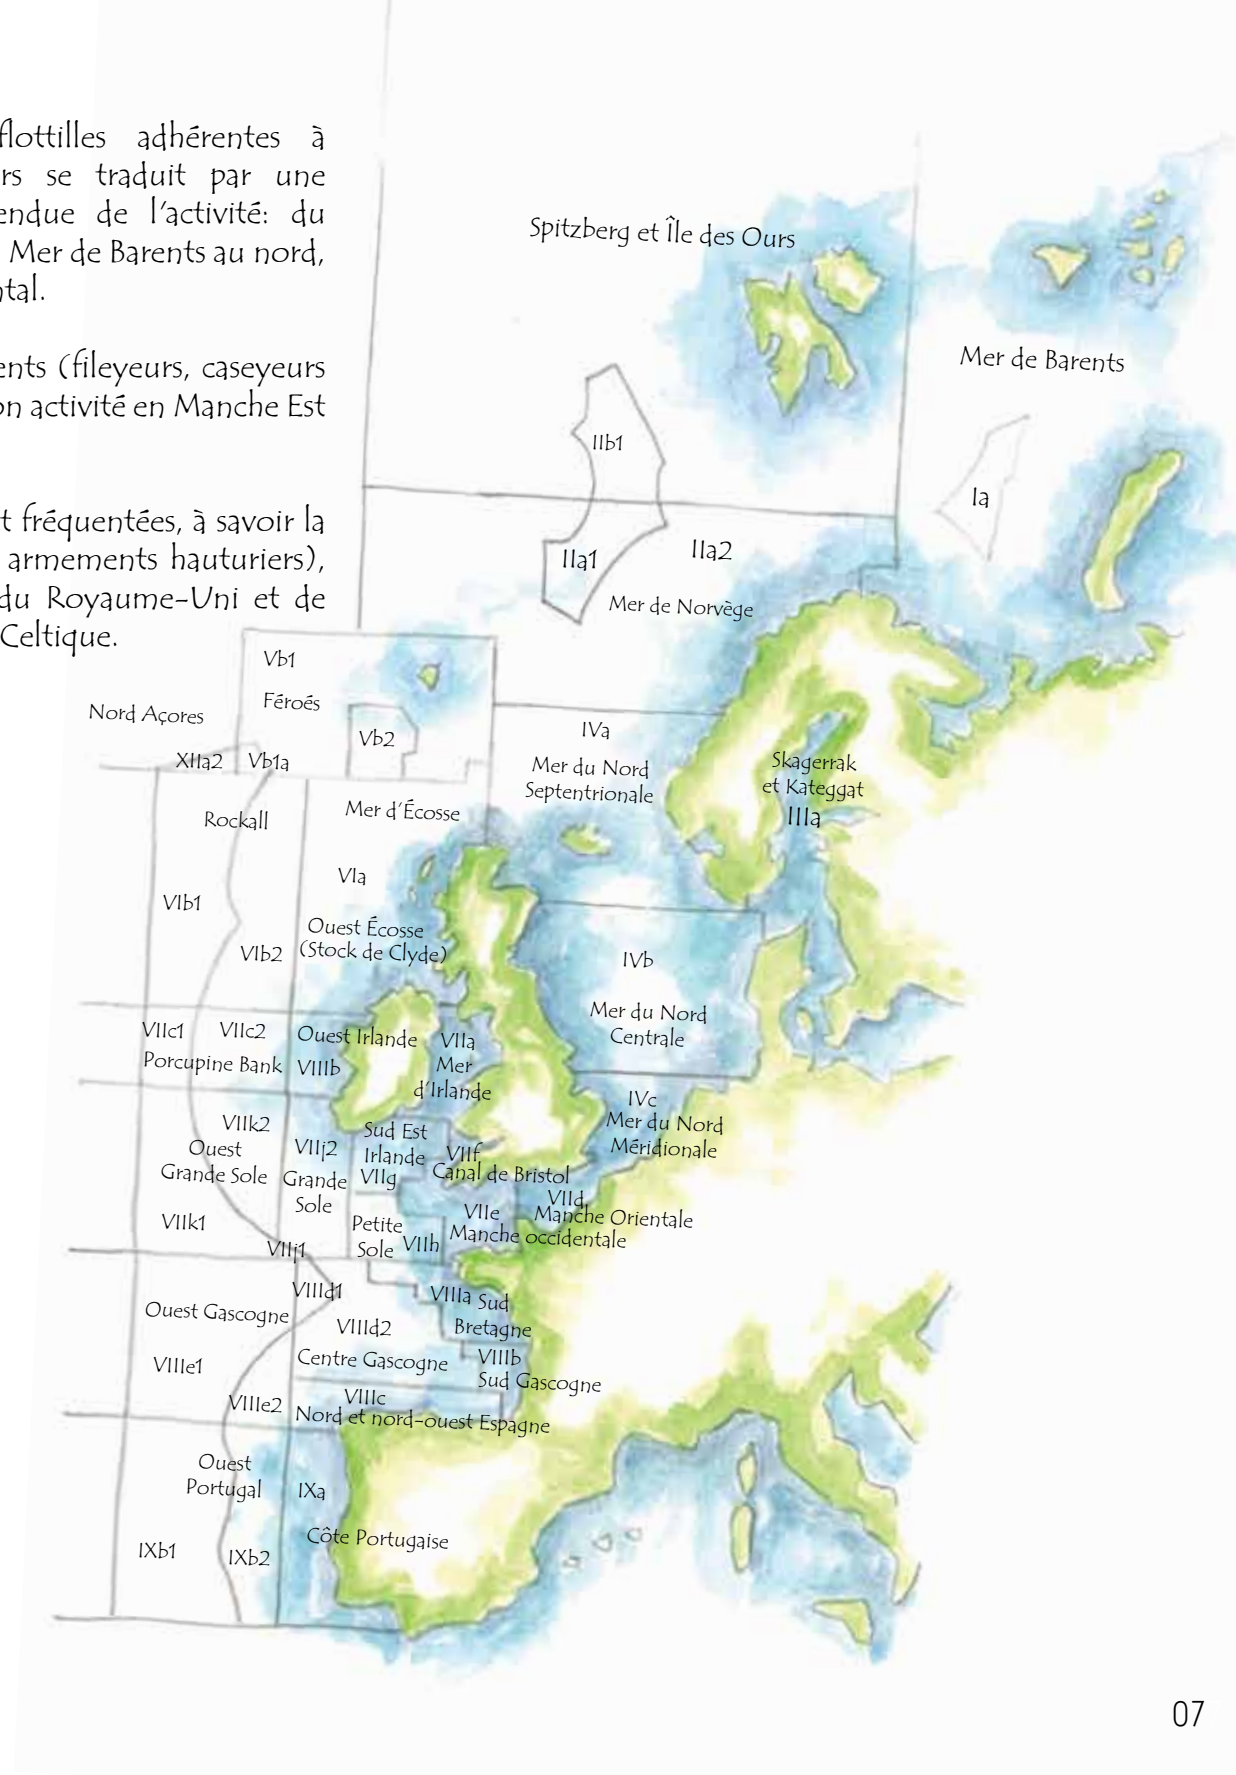 flottilles adhérentes à
rs se traduit par une
endue de l'activité: du
Mer de Barents au nord,
ntal.
ents (fileyeurs, caseyeurs
on activité en Manche Est
t fréquentées, à savoir la
armements hauturiers),
du Royaume-Uni et de
Celtique.
Spitzberg et Île des Ours
Mer de Barents
IIb1
Ia
IIa1
IIa2
Mer de Norvège
Vb1
Féroés
Nord Açores
Vb2
XIIa2
Vb1a
IVa
Mer du Nord
Septentrionale
Skagerrak
et Kateggat
IIIa
Rockall
Mer d'Écosse
VIa
VIb1
Ouest Écosse
(Stock de Clyde)
VIb2
IVb
Mer du Nord
Centrale
VIIc1
VIIc2
Porcupine Bank
Ouest Irlande
VIIIb
VIIa
Mer
d'Irlande
IVc
Mer du Nord
Méridionale
VIIk2
Ouest
Grande Sole
VIIk1
VIIj2
Grande
Sole
VIIj1
Sud Est
Irlande
VIIg
VIIf
Canal de Bristol
VIId
Manche Orientale
VIIe
Manche occidentale
Petite
Sole
VIIh
VIIId1
Ouest Gascogne
VIIId2
VIIIa Sud
Bretagne
Centre Gascogne
VIIIb
Sud Gascogne
VIIIe1
VIIIe2
VIIIc
Nord et nord-ouest Espagne
Ouest
Portugal
IXa
Côte Portugaise
IXb1
IXb2
07